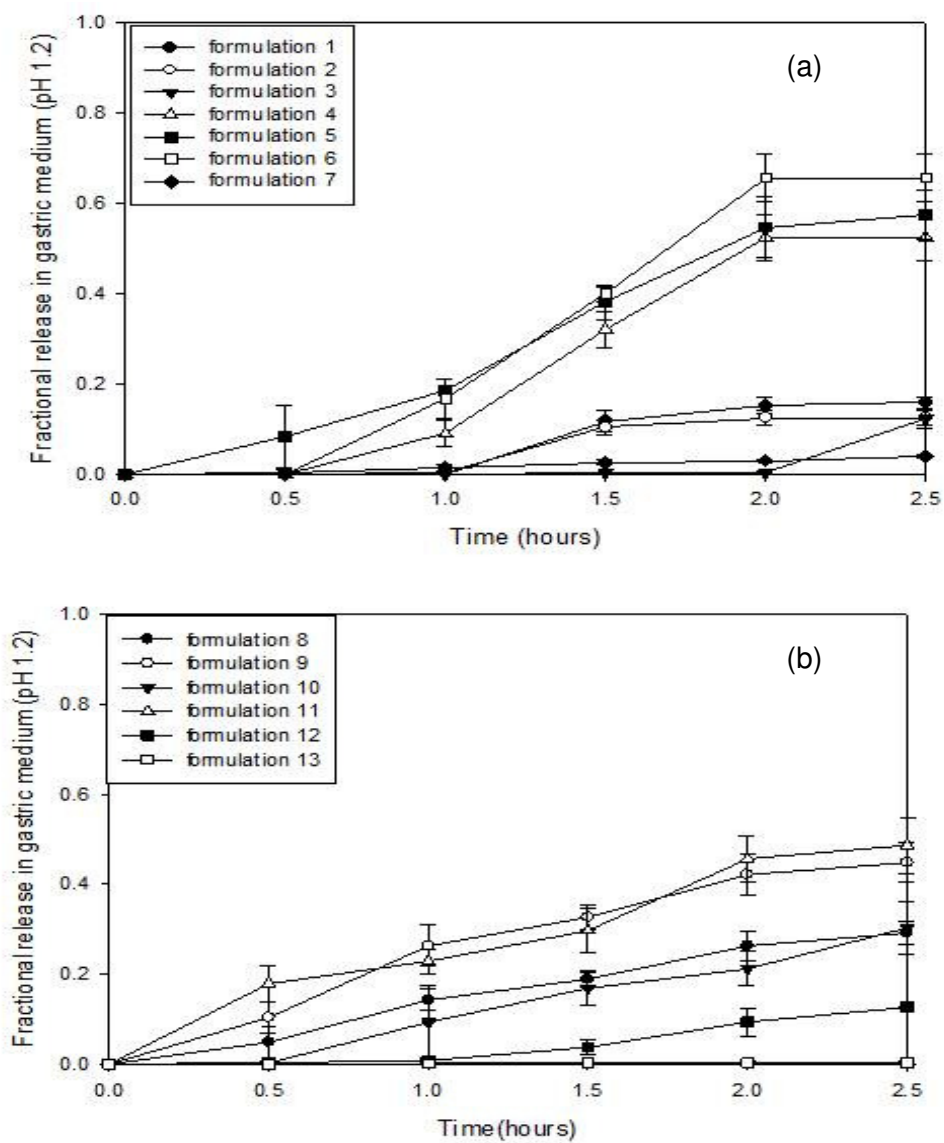 1.0
0.8
0.6
0.4
0.2
0.0
Fractional release in gastric medium (pH 1.2)
formulation 1
formulation 2
formulation 3
formulation 4
formulation 5
formulation 6
formulation 7
(a)
0.0 0.5 1.0 1.5 2.0 2.5
Time (hours)
1.0
0.8
0.6
0.4
0.2
0.0
Fractional release in gastric medium (pH 1.2)
formulation 8
formulation 9
formulation 10
formulation 11
formulation 12
formulation 13
(b)
0.0 0.5 1.0 1.5 2.0 2.5
Time(hours)